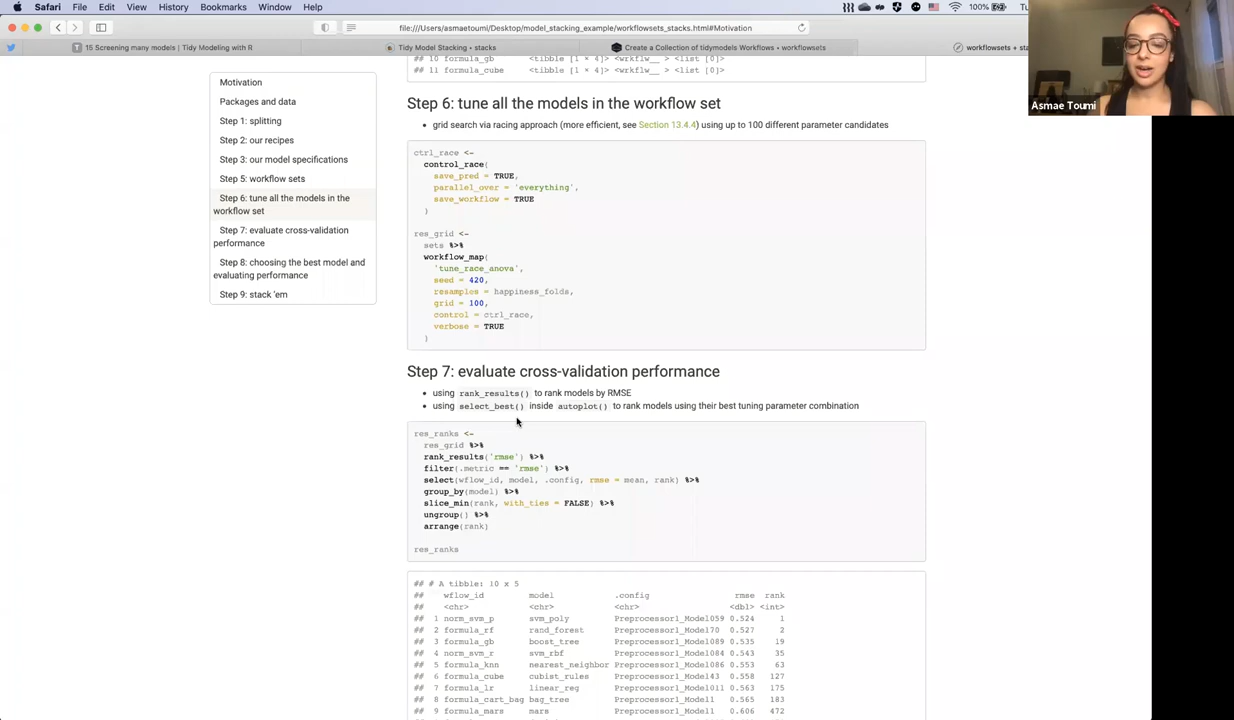 Safari File Edit View History Bookmarks Window Help 100% Tu
file:///Users/asmaetoumi/Desktop/model_stacking_example/workflowsets_stacks.html#Motivation
15 Screening many models | Tidy Modeling with R
Tidy Model Stacking • stacks
Create a Collection of tidymodels Workflows • workflowsets
workflowsets + sta
Asmae Toumi
Motivation
Packages and data
Step 1: splitting
Step 2: our recipes
Step 3: our model specifications
Step 5: workflow sets
Step 6: tune all the models in the
workflow set
Step 7: evaluate cross-validation
performance
Step 8: choosing the best model and
evaluating performance
Step 9: stack 'em
## 10 formula_gb <tibble [1 × 4]> <wrkflw__ > <list [0]>
## 11 formula_cube <tibble [1 × 4]> <wrkflw__ > <list [0]>
Step 6: tune all the models in the workflow set
• grid search via racing approach (more efficient, see Section 13.4.4) using up to 100 different parameter candidates
ctrl_race <-
control_race(
save_pred = TRUE,
parallel_over = 'everything',
save_workflow = TRUE
)
res_grid <-
sets %>%
workflow_map(
'tune_race_anova',
seed = 420,
resamples = happiness_folds,
grid = 100,
control = ctrl_race,
verbose = TRUE
)
Step 7: evaluate cross-validation performance
• using rank_results() to rank models by RMSE
• using select_best() inside autoplot() to rank models using their best tuning parameter combination
res_ranks <-
res_grid %>%
rank_results('rmse') %>%
filter(.metric == 'rmse') %>%
select(wflow_id, model, .config, rmse = mean, rank) %>%
group_by(model) %>%
slice_min(rank, with_ties = FALSE) %>%
ungroup() %>%
arrange(rank)
res_ranks
## # A tibble: 10 x 5
## wflow_id model .config rmse rank
## <chr> <chr> <chr> <dbl> <int>
## 1 norm_svm_p svm_poly Preprocessor1_Model059 0.524 1
## 2 formula_rf rand_forest Preprocessor1_Model70 0.527 2
## 3 formula_gb boost_tree Preprocessor1_Model089 0.535 19
## 4 norm_svm_r svm_rbf Preprocessor1_Model084 0.543 35
## 5 formula_knn nearest_neighbor Preprocessor1_Model086 0.553 63
## 6 formula_cube cubist_rules Preprocessor1_Model43 0.558 127
## 7 formula_lr linear_reg Preprocessor1_Model011 0.563 175
## 8 formula_cart_bag bag_tree Preprocessor1_Model1 0.565 183
## 9 formula_mars mars Preprocessor1_Model1 0.606 472